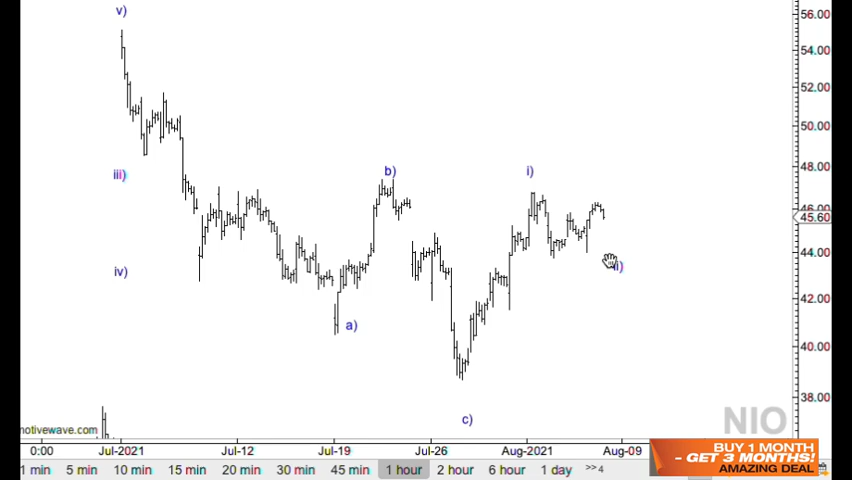 v)
56.00
54.00
52.00
50.00
48.00
iii)
b)
i)
46.00
45.60
44.00
iv)
ii)
42.00
a)
40.00
38.00
c)
NIO
motivewave.com
0:00 Jul-2021 Jul-12 Jul-19 Jul-26 Aug-2021 Aug-09
BUY 1 MONTH
- GET 3 MONTHS!
AMAZING DEAL
1 min 5 min 10 min 15 min 20 min 30 min 45 min 1 hour 2 hour 6 hour 1 day >> 4